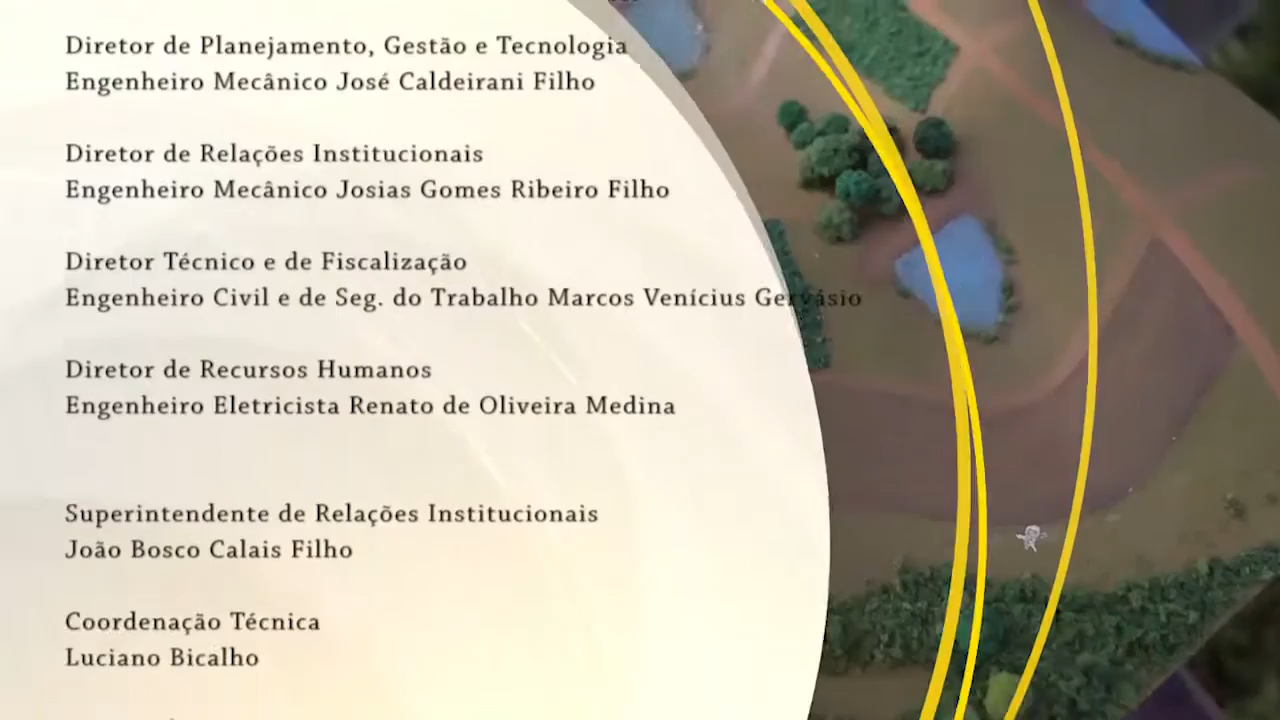 Diretor de Planejamento, Gestão e Tecnologia
Engenheiro Mecânico José Caldeirani Filho
Diretor de Relações Institucionais
Engenheiro Mecânico Josias Gomes Ribeiro Filho
Diretor Técnico e de Fiscalização
Engenheiro Civil e de Seg. do Trabalho Marcos Venícius Gervásio
Diretor de Recursos Humanos
Engenheiro Eletricista Renato de Oliveira Medina
Superintendente de Relações Institucionais
João Bosco Calais Filho
Coordenação Técnica
Luciano Bicalho